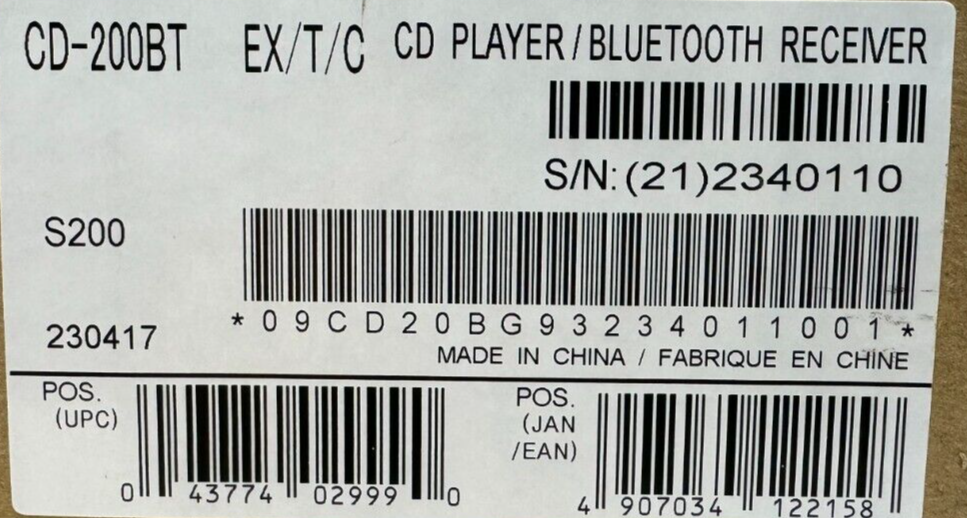 CD-200BT EX/T/C CD PLAYER/BLUETOOTH RECEIVER
S/N:(21)2340110
S200
*09CD20BG9323401 1001*
230417
MADE IN CHINA / FABRIQUE EN CHINE
POS.
(UPC)
0 43774 02999 0
POS.
(JAN
/EAN)
4 907034 122158